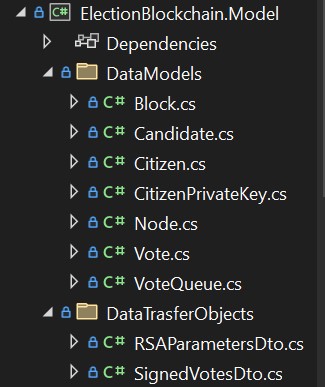 C# ElectionBlockchain.Model
Dependencies
DataModels
C# Block.cs
C# Candidate.cs
C# Citizen.cs
C# CitizenPrivateKey.cs
C# Node.cs
C# Vote.cs
C# VoteQueue.cs
DataTrasferObjects
C# RSAParametersDto.cs
C# SignedVotesDto.cs